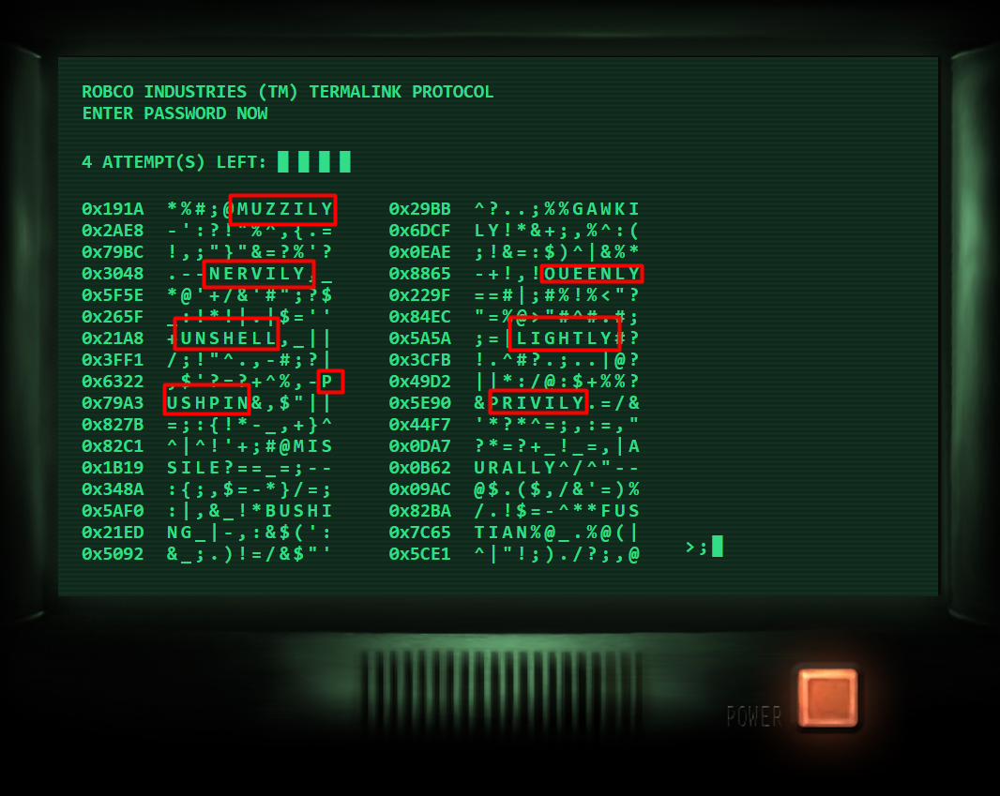 ROBCO INDUSTRIES (TM) TERMALINK PROTOCOL
ENTER PASSWORD NOW
4 ATTEMPT(S) LEFT: █ █ █ █
0x191A *%#;@MUZZILY
0x2AE8 -':?!"%^,{.=
0x79BC !,;"}"&=?%'?
0x3048 .--NERVILY,_
0x5F5E *@'+/&'#";?$
0x265F _:!*!|.|$=''
0x21A8 +UNSHELL,_||
0x3FF1 /;!"^.,-#;?|
0x6322 ,$'?=?+^%,-P
0x79A3 USHPIN&,$"||
0x827B =;:{!*-_,+}^
0x82C1 ^|^!'+;#@MIS
0x1B19 SILE?==_=;--
0x348A :{;,$=-*}/=;
0x5AF0 :|,&_!*BUSHI
0x21ED NG_|-,:&$(':
0x5092 &_;.)!=/&$"'
0x29BB ^?..;%%GAWKI
0x6DCF LY!*&+;,%^:(
0x0EAE ;!&=:$)^|&%*
0x8865 -+!,!QUEENLY
0x229F ==#|;#%!%<"?
0x84EC "=%@>"#^#.#;
0x5A5A ;=|LIGHTLY#?
0x3CFB !.^#?.;..|@?
0x49D2 ||*:/@:$+%%?
0x5E90 &PRIVILY.=/&
0x44F7 '*?*^=;,:=,"
0x0DA7 ?*=?+_!_=,|A
0x0B62 URALLY^/^"--
0x09AC @$.($,/&'=)%
0x82BA /.!$=-^**FUS
0x7C65 TIAN%@_.%@(|
0x5CE1 ^|"!;)./?;,@
>;█
POWER